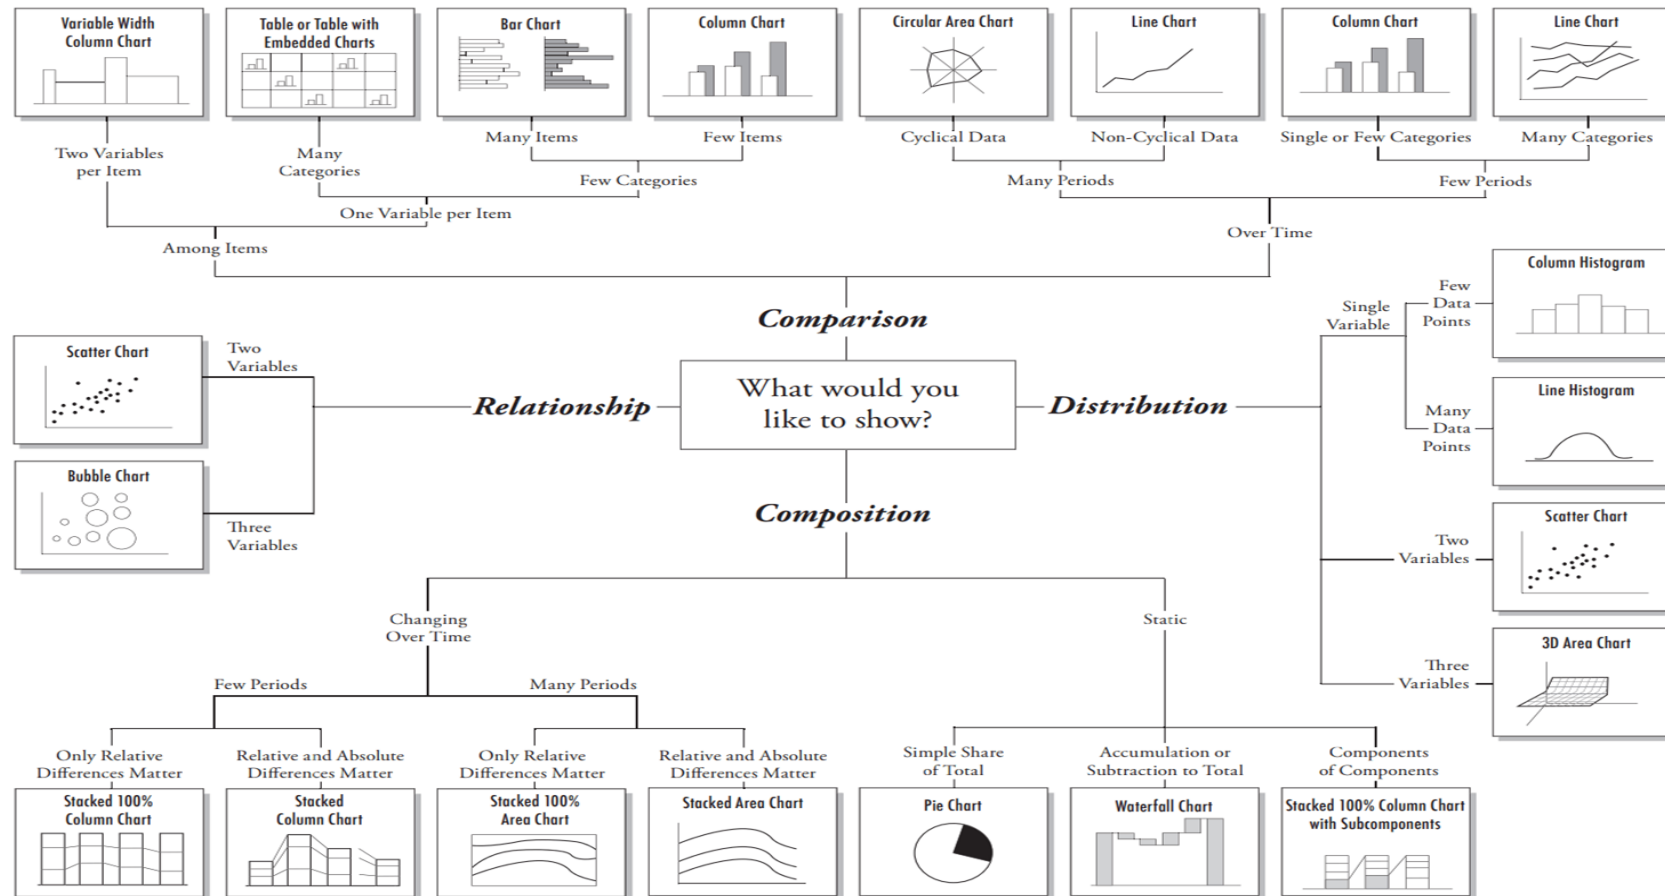 Variable Width
Column Chart
Table or Table with
Embedded Charts
Bar Chart
Column Chart
Circular Area Chart
Line Chart
Column Chart
Line Chart
Two Variables
per Item
Many
Categories
Many Items
Few Items
Cyclical Data
Non-Cyclical Data
Single or Few Categories
Many Categories
Few Categories
Many Periods
Few Periods
One Variable per Item
Among Items
Over Time
Comparison
Relationship
What would you
like to show?
Distribution
Composition
Two
Variables
Scatter Chart
Three
Variables
Bubble Chart
Single
Variable
Few
Data
Points
Column Histogram
Many
Data
Points
Line Histogram
Two
Variables
Scatter Chart
Three
Variables
3D Area Chart
Changing
Over Time
Static
Few Periods
Many Periods
Only Relative
Differences Matter
Relative and Absolute
Differences Matter
Only Relative
Differences Matter
Relative and Absolute
Differences Matter
Simple Share
of Total
Accumulation or
Subtraction to Total
Components
of Components
Stacked 100%
Column Chart
Stacked
Column Chart
Stacked 100%
Area Chart
Stacked Area Chart
Pie Chart
Waterfall Chart
Stacked 100% Column Chart
with Subcomponents